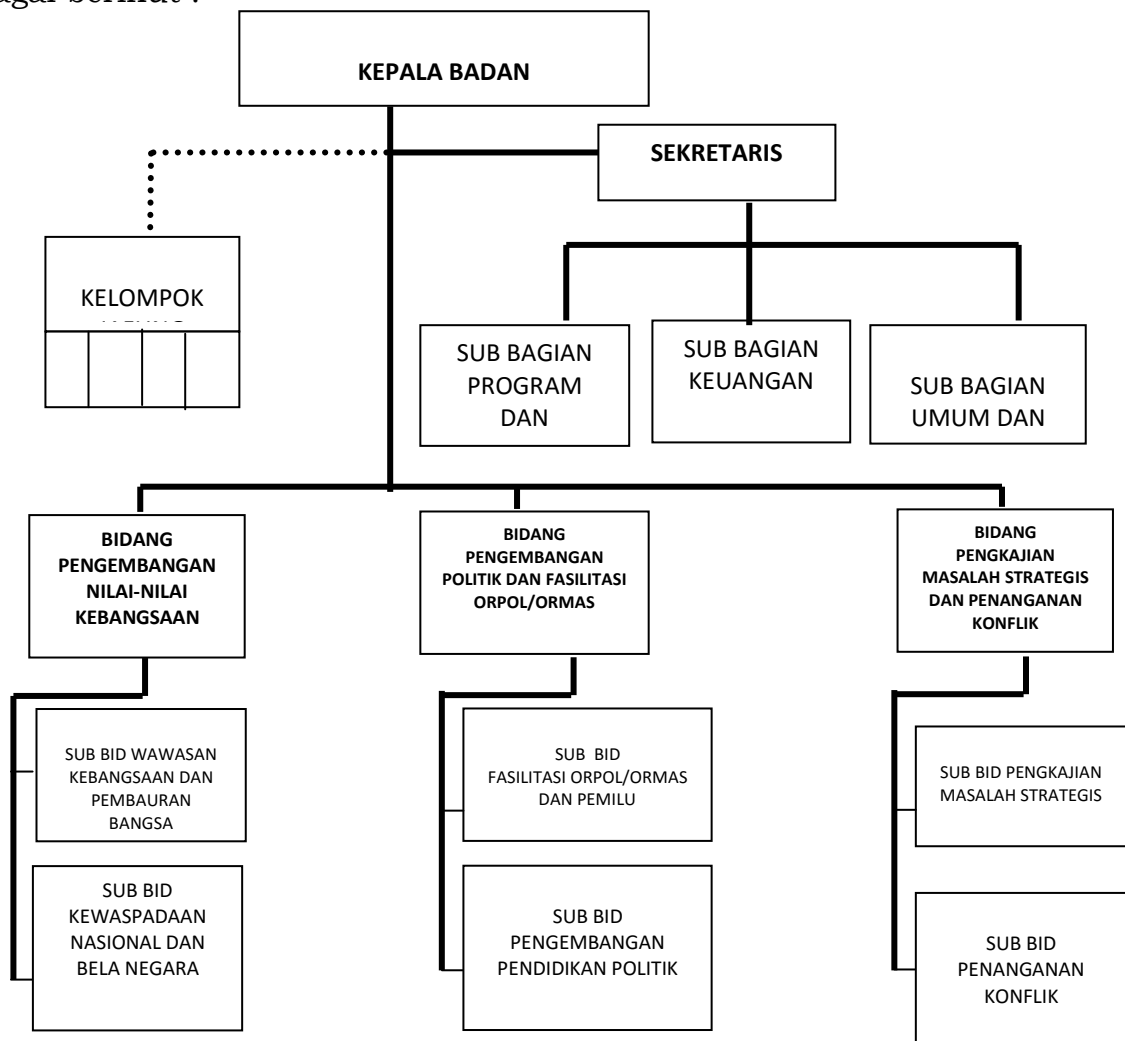 berikut :
KEPALA BADAN
SEKRETARIS
KELOMPOK
SUB BAGIAN
PROGRAM
DAN
SUB BAGIAN
KEUANGAN
SUB BAGIAN
UMUM DAN
BIDANG
PENGEMBANGAN
NILAI-NILAI
KEBANGSAAN
BIDANG
PENGEMBANGAN
POLITIK DAN FASILITASI
ORPOL/ORMAS
BIDANG
PENGKAJIAN
MASALAH STRATEGIS
DAN PENANGANAN
KONFLIK
SUB BID WAWASAN
KEBANGSAAN DAN
PEMBAURAN
BANGSA
SUB BID
FASILITASI ORPOL/ORMAS
DAN PEMILU
SUB BID PENGKAJIAN
MASALAH STRATEGIS
SUB BID
KEWASPADAAN
NASIONAL DAN
BELA NEGARA
SUB BID
PENGEMBANGAN
PENDIDIKAN POLITIK
SUB BID
PENANGANAN
KONFLIK